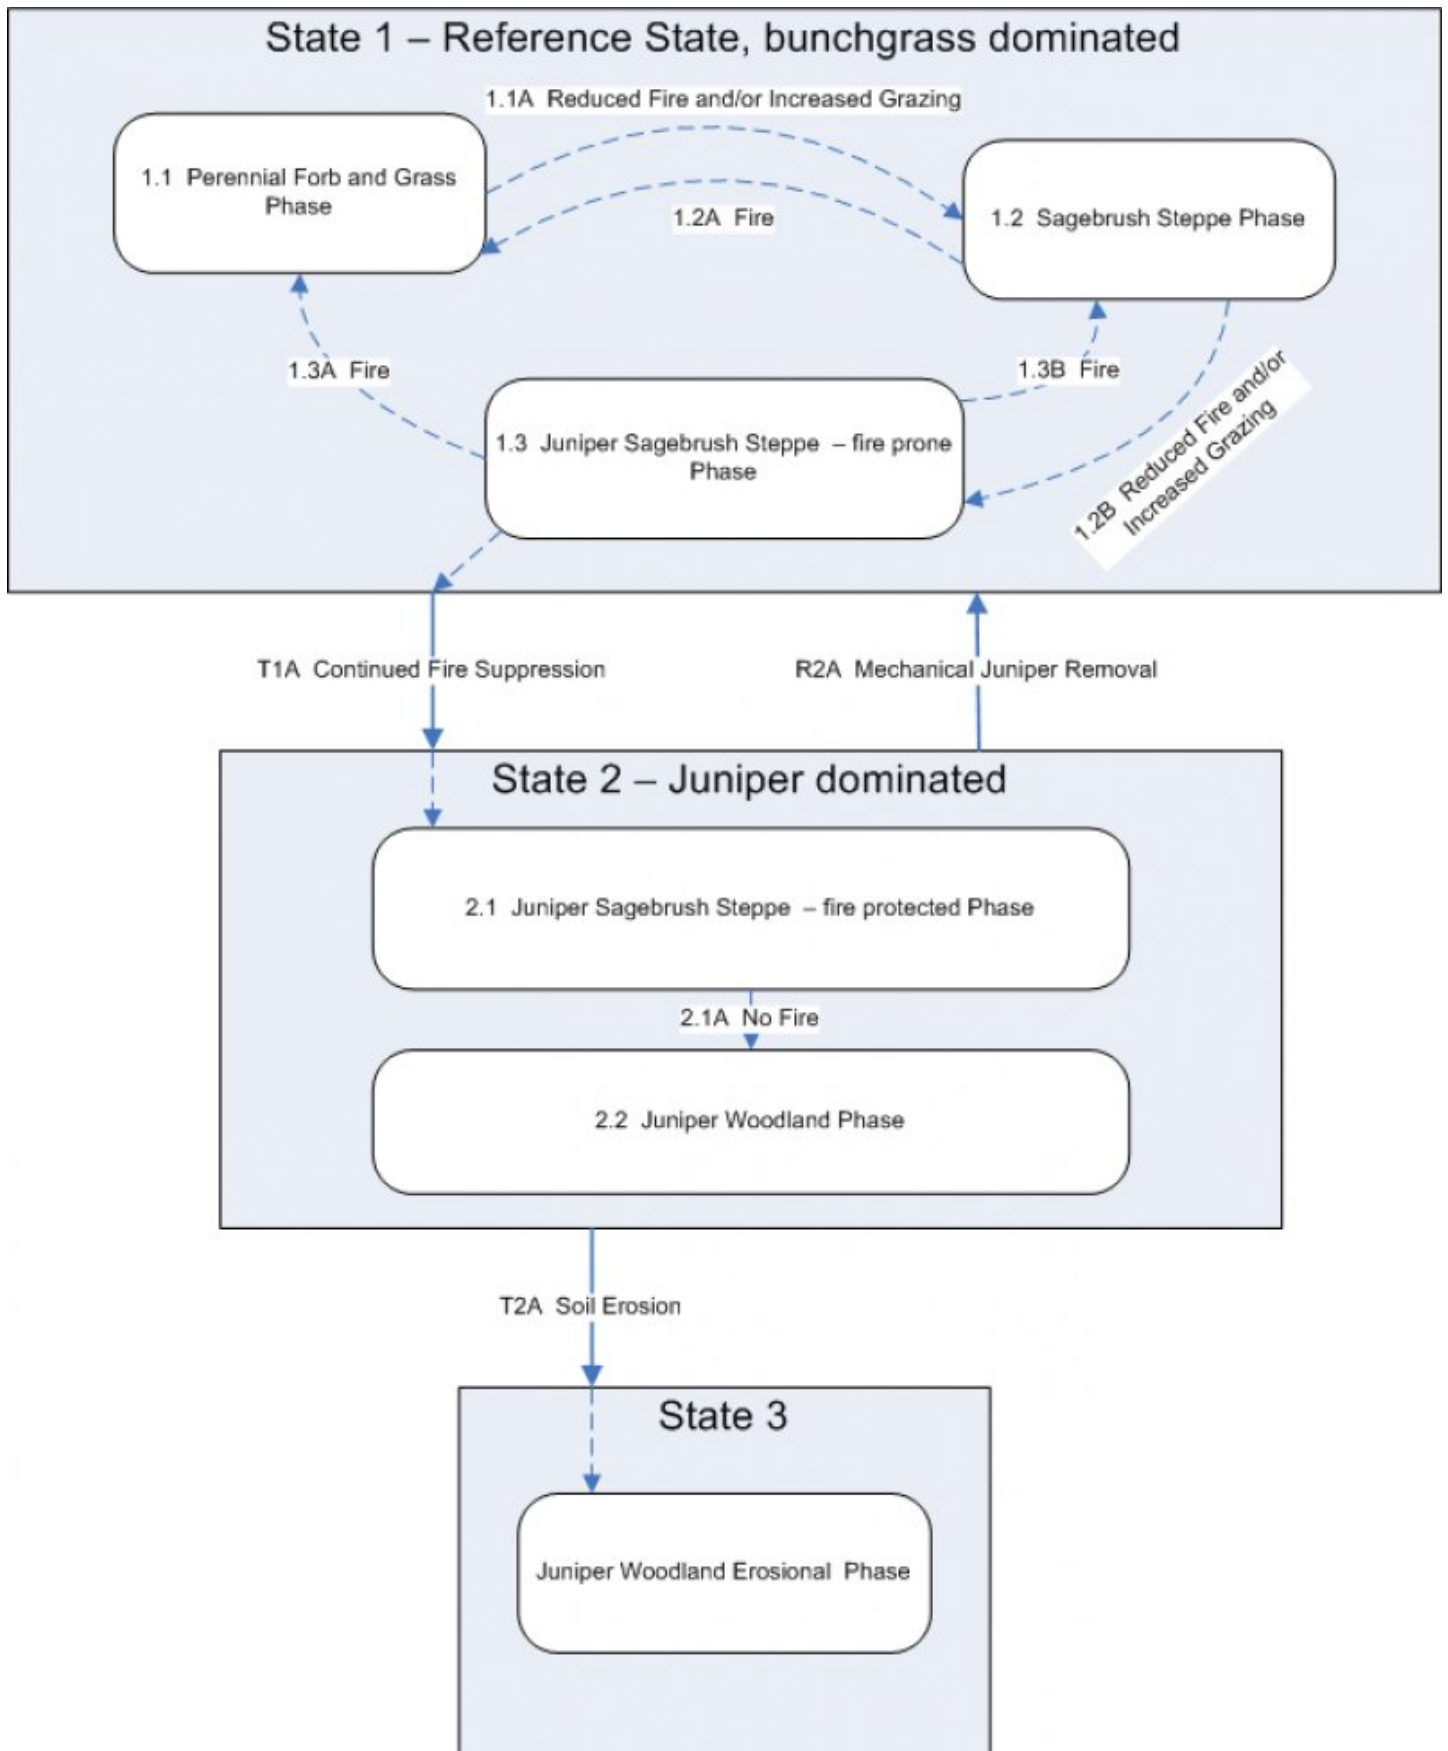 State 1 – Reference State, bunchgrass dominated
1.1A  Reduced Fire and/or Increased Grazing
1.1  Perennial Forb and Grass
Phase
1.2A  Fire
1.2  Sagebrush Steppe Phase
1.3A  Fire
1.3B  Fire
1.2B  Reduced Fire and/or
Increased Grazing
1.3  Juniper Sagebrush Steppe  – fire prone
Phase
T1A  Continued Fire Suppression
R2A  Mechanical Juniper Removal
State 2 – Juniper dominated
2.1  Juniper Sagebrush Steppe  – fire protected Phase
2.1A  No Fire
2.2  Juniper Woodland Phase
T2A  Soil Erosion
State 3
Juniper Woodland Erosional  Phase